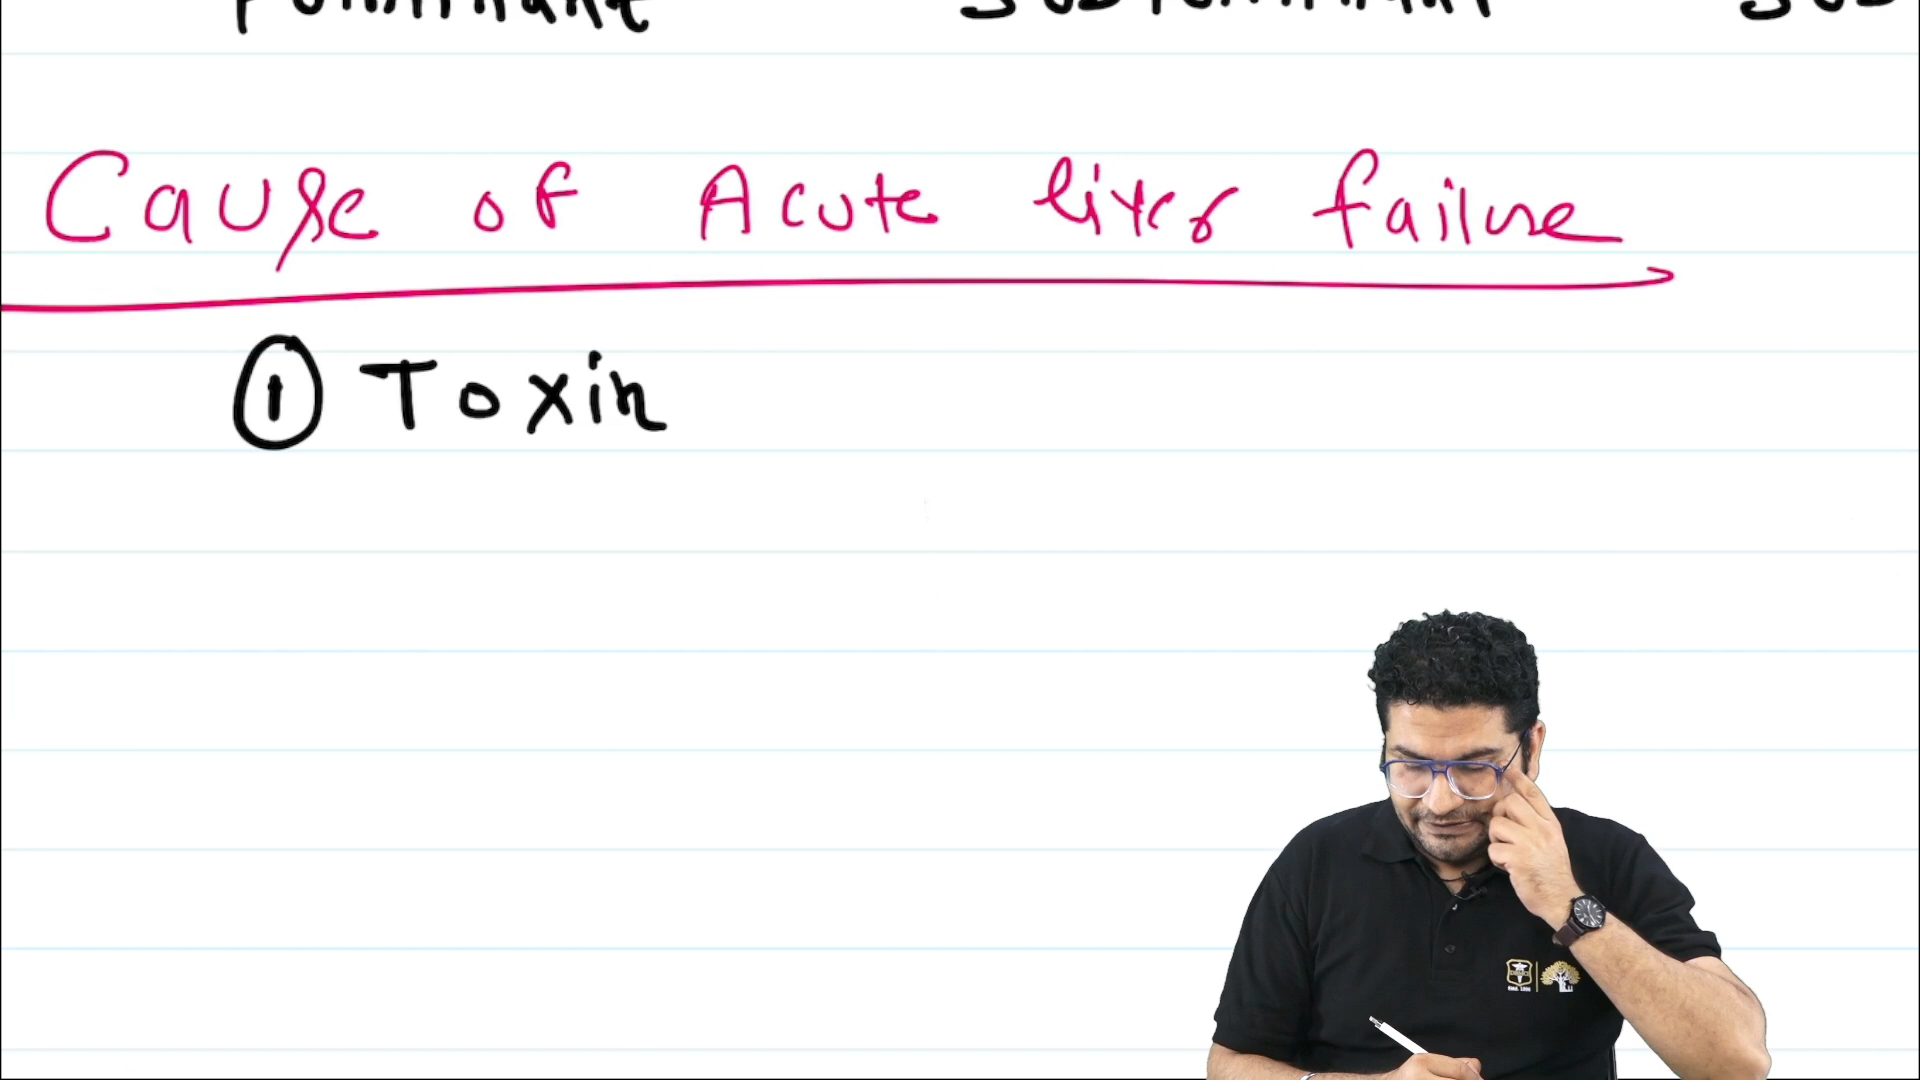 Cause of Acute liver failure
① Toxin